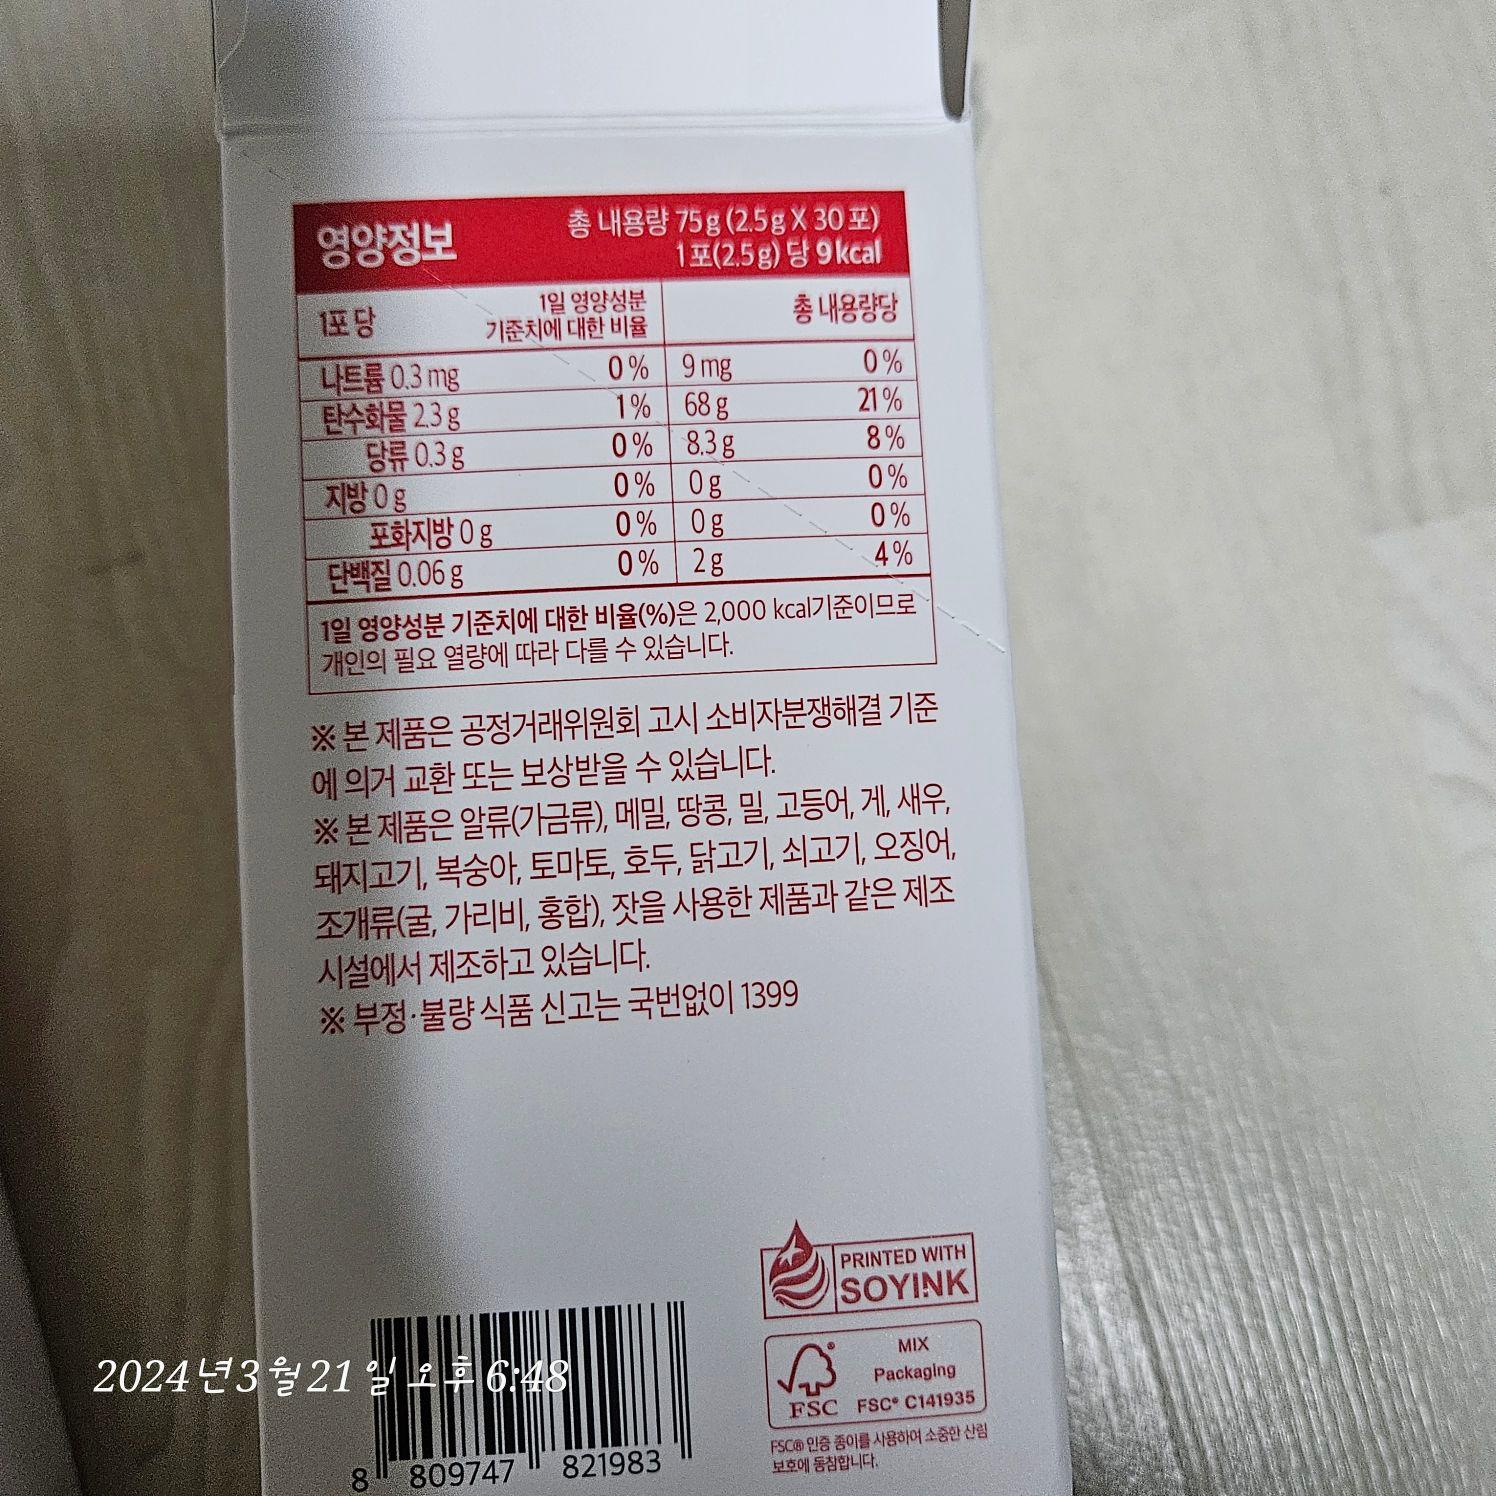 영양정보
총 내용량 75g (2.5g X 30 포)
1포(2.5g) 당 9 kcal
1포 당
1일 영양성분
기준치에 대한 비율
총 내용량당
나트륨 0.3 mg 0 % 9 mg 0 %
탄수화물 2.3 g 1 % 68 g 21 %
당류 0.3 g 0 % 8.3 g 8 %
지방 0 g 0 % 0 g 0 %
포화지방 0 g 0 % 0 g 0 %
단백질 0.06 g 0 % 2 g 4 %
1일 영양성분 기준치에 대한 비율(%)은 2,000 kcal기준이므로
개인의 필요 열량에 따라 다를 수 있습니다.
※ 본 제품은 공정거래위원회 고시 소비자분쟁해결 기준
에 의거 교환 또는 보상받을 수 있습니다.
※ 본 제품은 알류(가금류), 메밀, 땅콩, 밀, 고등어, 게, 새우,
돼지고기, 복숭아, 토마토, 호두, 닭고기, 쇠고기, 오징어,
조개류(굴, 가리비, 홍합), 잣을 사용한 제품과 같은 제조
시설에서 제조하고 있습니다.
※ 부정·불량 식품 신고는 국번없이 1399
PRINTED WITH
SOYINK
MIX
Packaging
FSC FSC® C141935
FSC® 인증 종이를 사용하여 소중한 산림
보호에 동참합니다.
2024년3월21일 오후 6:48
8 809747 821983